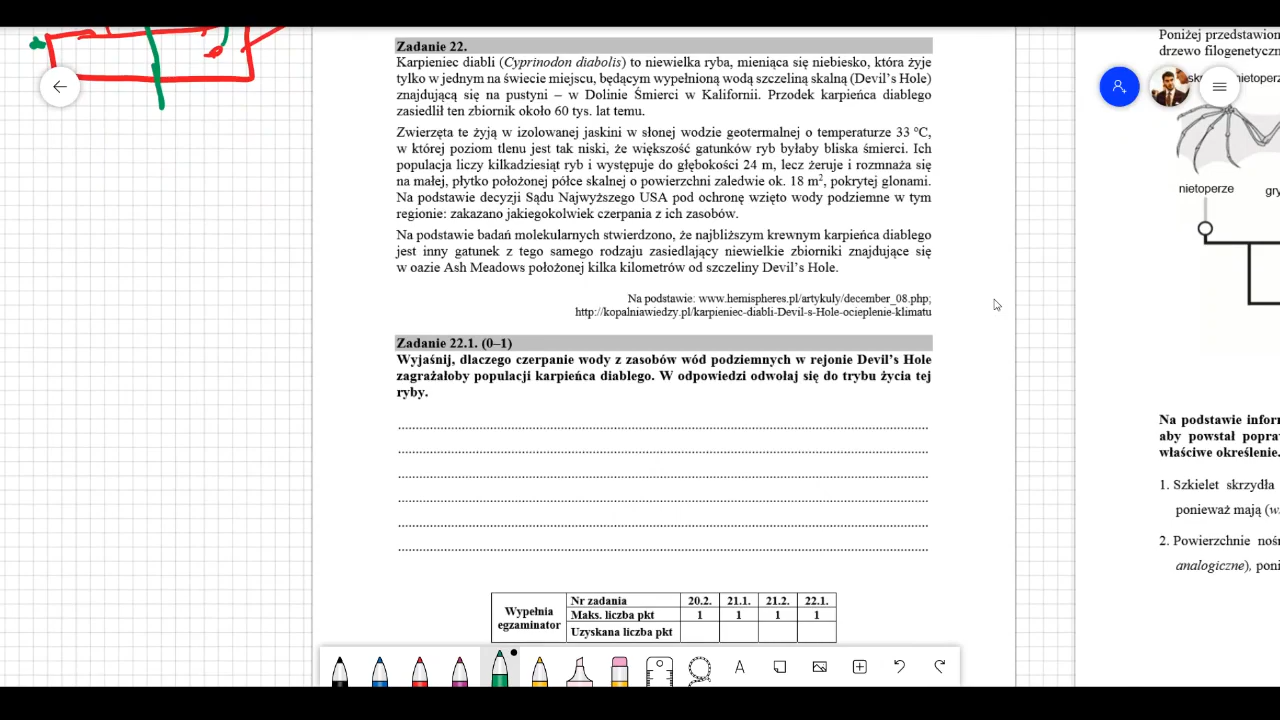 Zadanie 22.
Karpieniec diabli (Cyprinodon diabolis) to niewielka ryba, mieniąca się niebiesko, która żyje
tylko w jednym na świecie miejscu, będącym wypełnioną wodą szczeliną skalną (Devil's Hole)
znajdującą się na pustyni – w Dolinie Śmierci w Kalifornii. Przodek karpieńca diablego
zasiedlił ten zbiornik około 60 tys. lat temu.
Zwierzęta te żyją w izolowanej jaskini w słonej wodzie geotermalnej o temperaturze 33 °C,
w której poziom tlenu jest tak niski, że większość gatunków ryb byłaby bliska śmierci. Ich
populacja liczy kilkadziesiąt ryb i występuje do głębokości 24 m, lecz żeruje i rozmnaża się
na małej, płytko położonej półce skalnej o powierzchni zaledwie ok. 18 m², pokrytej glonami.
Na podstawie decyzji Sądu Najwyższego USA pod ochronę wzięto wody podziemne w tym
regionie: zakazano jakiegokolwiek czerpania z ich zasobów.
Na podstawie badań molekularnych stwierdzono, że najbliższym krewnym karpieńca diablego
jest inny gatunek z tego samego rodzaju zasiedlający niewielkie zbiorniki znajdujące się
w oazie Ash Meadows położonej kilka kilometrów od szczeliny Devil's Hole.
Na podstawie: www.hemispheres.pl/artykuly/december_08.php;
http://kopalniawiedzy.pl/karpieniec-diabli-Devil-s-Hole-ocieplenie-klimatu
Zadanie 22.1. (0–1)
Wyjaśnij, dlaczego czerpanie wody z zasobów wód podziemnych w rejonie Devil's Hole
zagrażałoby populacji karpieńca diablego. W odpowiedzi odwołaj się do trybu życia tej
ryby.
Wypełnia egzaminator
Nr zadania 20.2. 21.1. 21.2. 22.1.
Maks. liczba pkt 1 1 1 1
Uzyskana liczba pkt
A
Poniżej przedstawion
drzewo filogenetyczn
nietoperz
nietoperze
gry
Na podstawie infor
aby powstał popra
właściwe określenie.
1. Szkielet skrzydła
ponieważ mają (w
2. Powierzchnie noś
analogiczne), poni